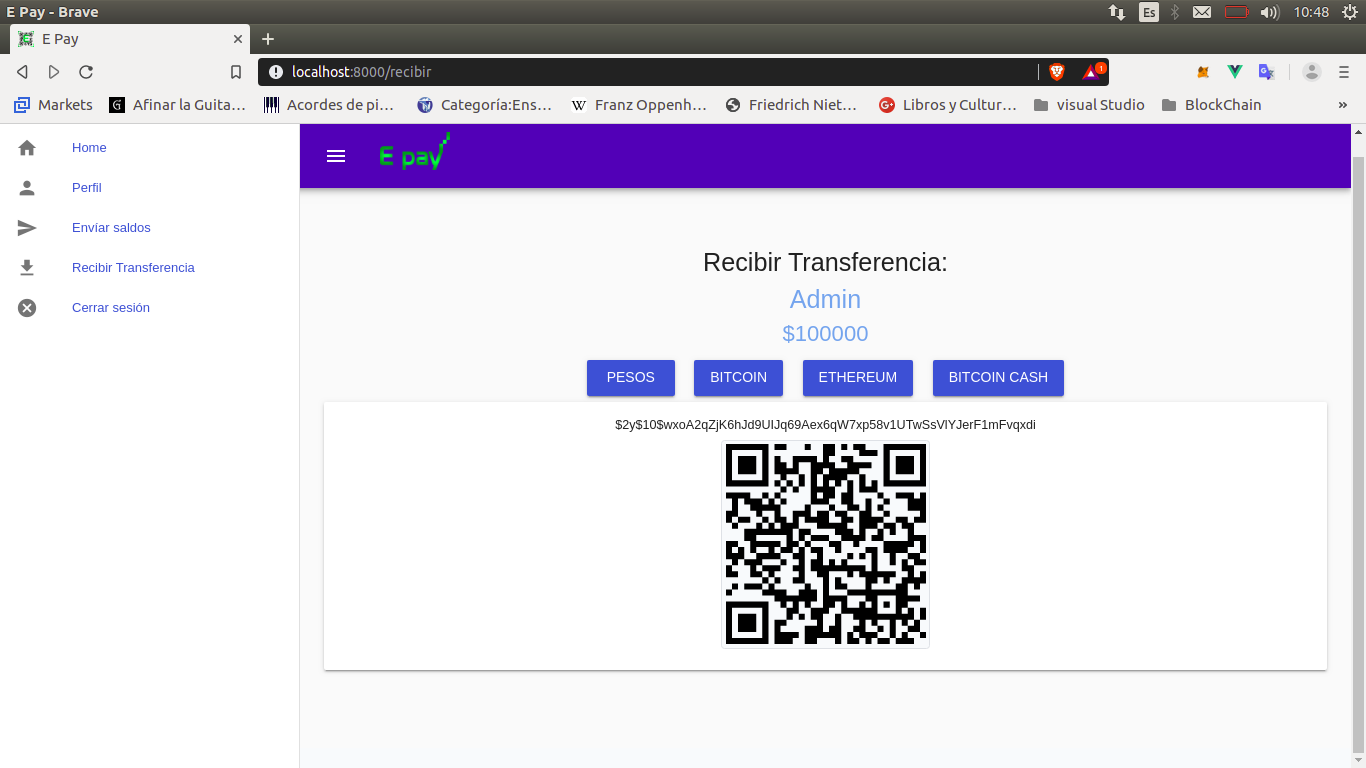 E Pay - Brave
Es
10:48
E Pay
localhost:8000/recibir
1
Markets
G
Afinar la Guita…
Acordes de pi…
Categoría:Ens…
W
Franz Oppenh…
Friedrich Niet…
G+
Libros y Cultur…
visual Studio
BlockChain
»
Home
Perfil
Envíar saldos
Recibir Transferencia
Cerrar sesión
E pay
Recibir Transferencia:
Admin
$100000
PESOS
BITCOIN
ETHEREUM
BITCOIN CASH
$2y$10$wxoA2qZjK6hJd9UIJq69Aex6qW7xp58v1UTwSsVlYJerF1mFvqxdi